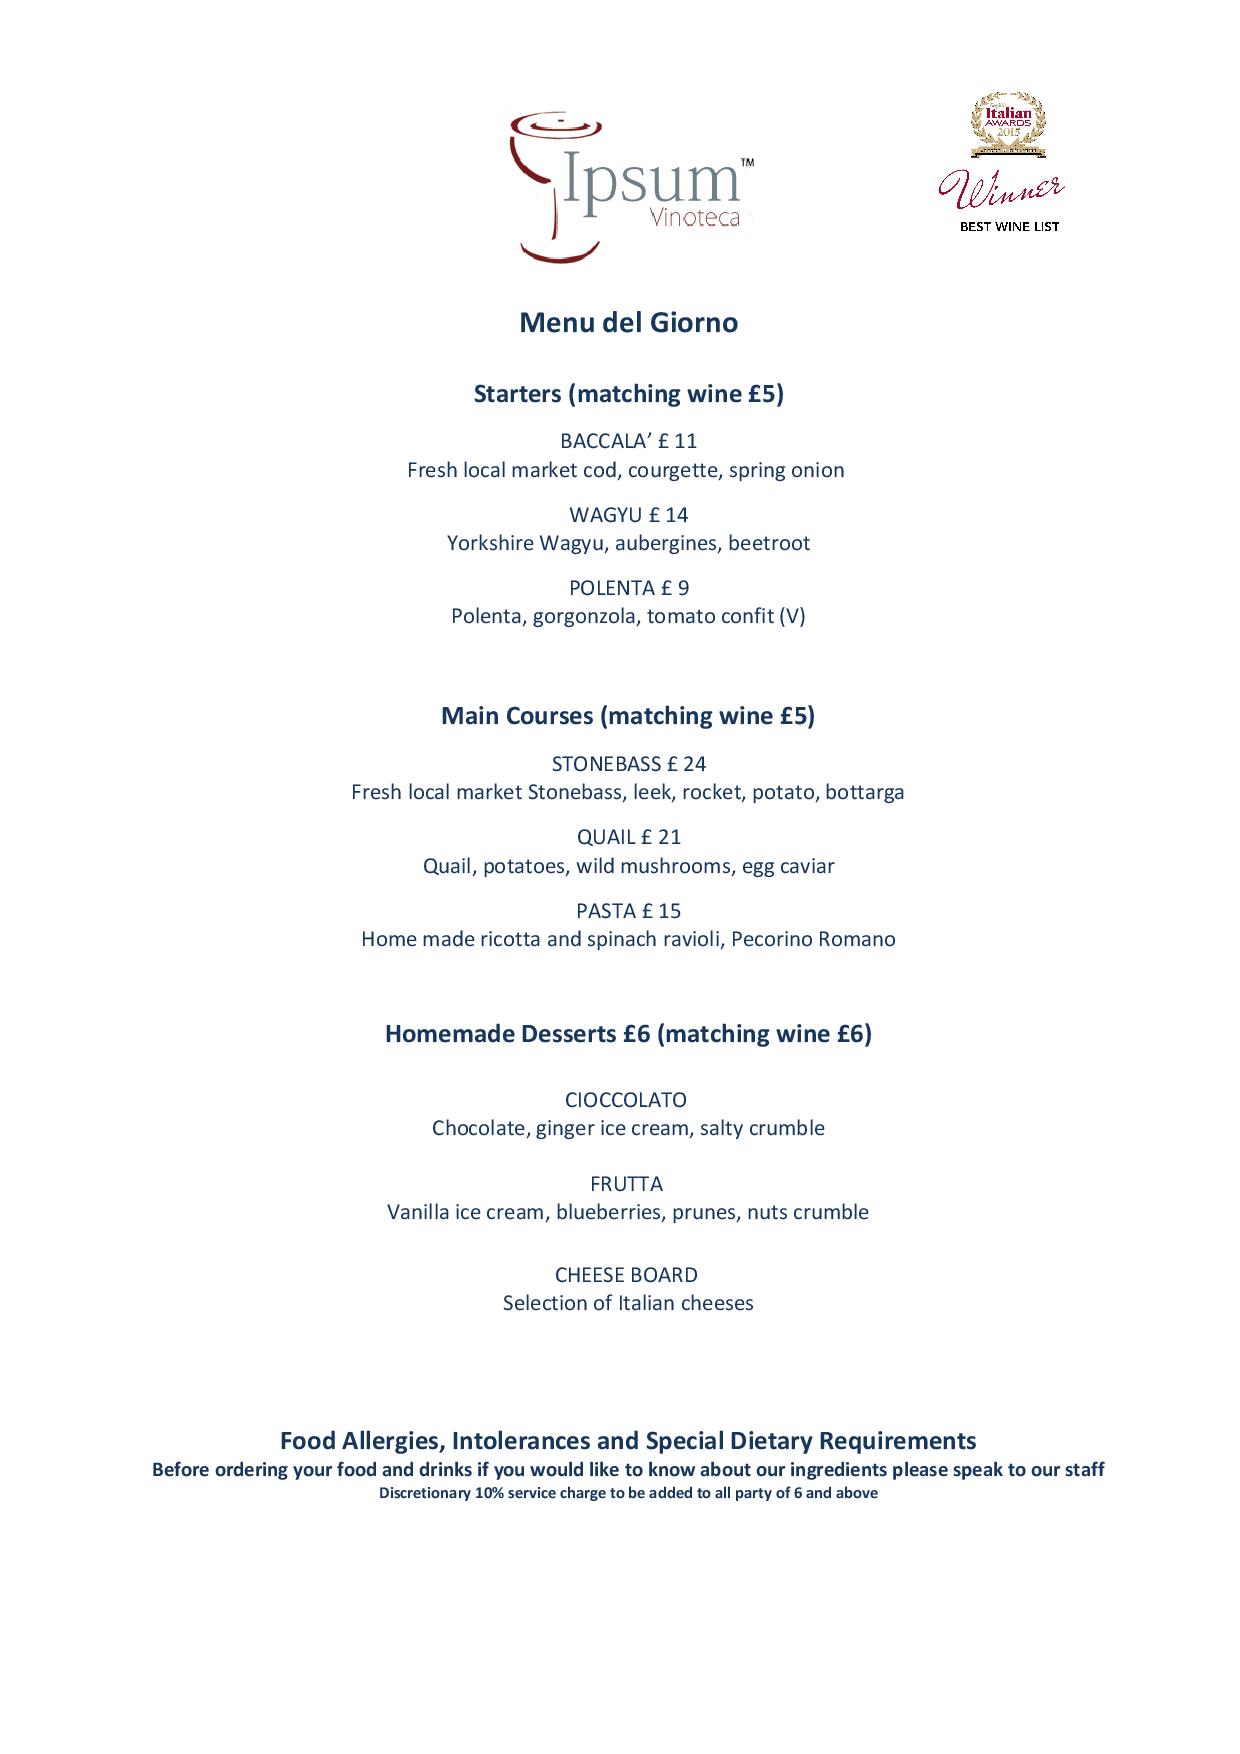 Italian
AWARDS
2015
Winner
BEST WINE LIST
Ipsum™
Vinoteca
Menu del Giorno
Starters (matching wine £5)
BACCALA’ £ 11
Fresh local market cod, courgette, spring onion
WAGYU £ 14
Yorkshire Wagyu, aubergines, beetroot
POLENTA £ 9
Polenta, gorgonzola, tomato confit (V)
Main Courses (matching wine £5)
STONEBASS £ 24
Fresh local market Stonebass, leek, rocket, potato, bottarga
QUAIL £ 21
Quail, potatoes, wild mushrooms, egg caviar
PASTA £ 15
Home made ricotta and spinach ravioli, Pecorino Romano
Homemade Desserts £6 (matching wine £6)
CIOCCOLATO
Chocolate, ginger ice cream, salty crumble
FRUTTA
Vanilla ice cream, blueberries, prunes, nuts crumble
CHEESE BOARD
Selection of Italian cheeses
Food Allergies, Intolerances and Special Dietary Requirements
Before ordering your food and drinks if you would like to know about our ingredients please speak to our staff
Discretionary 10% service charge to be added to all party of 6 and above